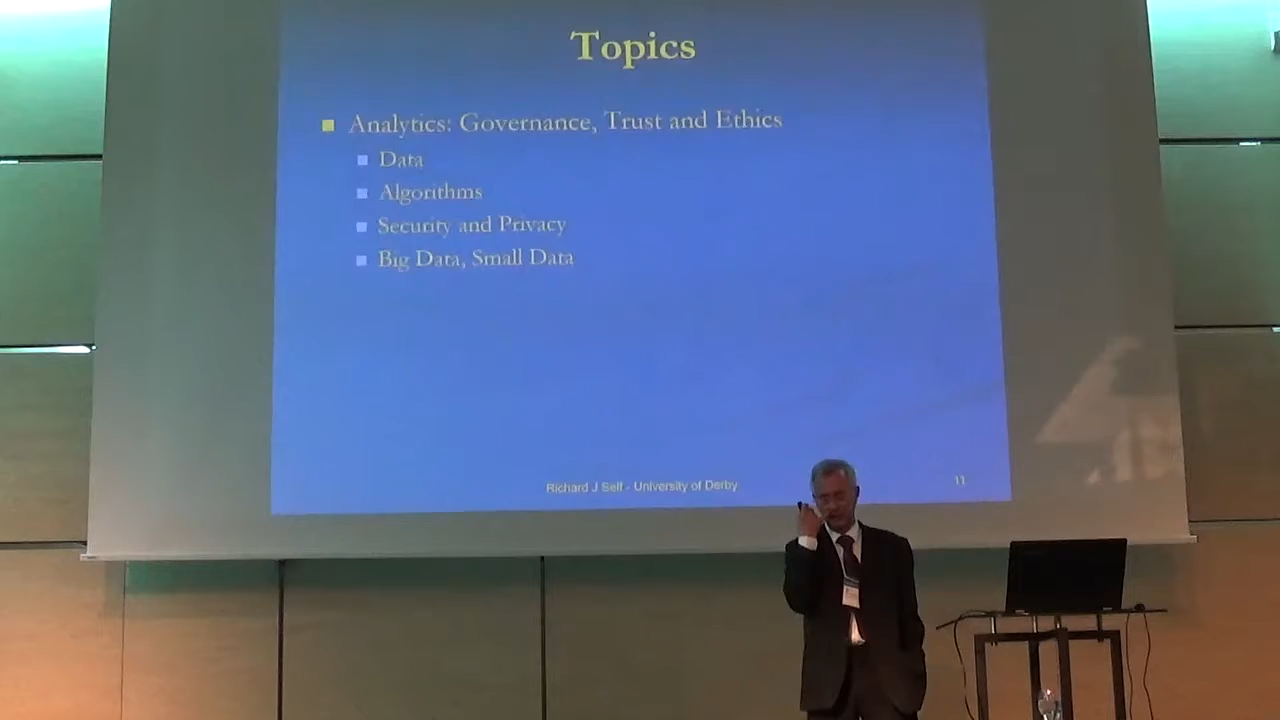 Topics
Analytics: Governance, Trust and Ethics
Data
Algorithms
Security and Privacy
Big Data, Small Data
Richard J Self - University of Derby
11